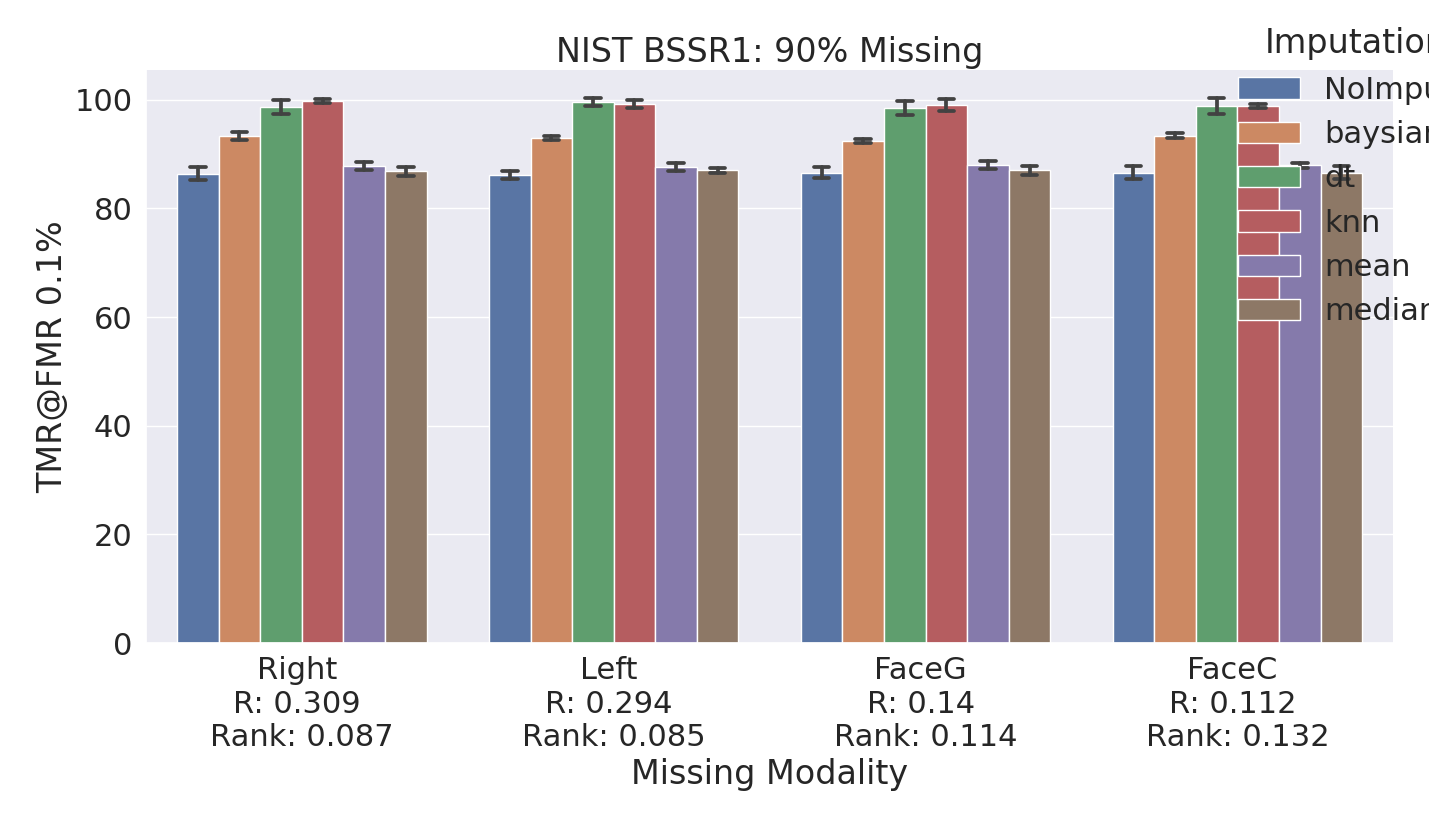 NIST BSSR1: 90% Missing
Imputation
NoImpu
baysian
dt
knn
mean
median
TMR@FMR 0.1%
100
80
60
40
20
0
Right
R: 0.309
Rank: 0.087
Left
R: 0.294
Rank: 0.085
FaceG
R: 0.14
Rank: 0.114
FaceC
R: 0.112
Rank: 0.132
Missing Modality